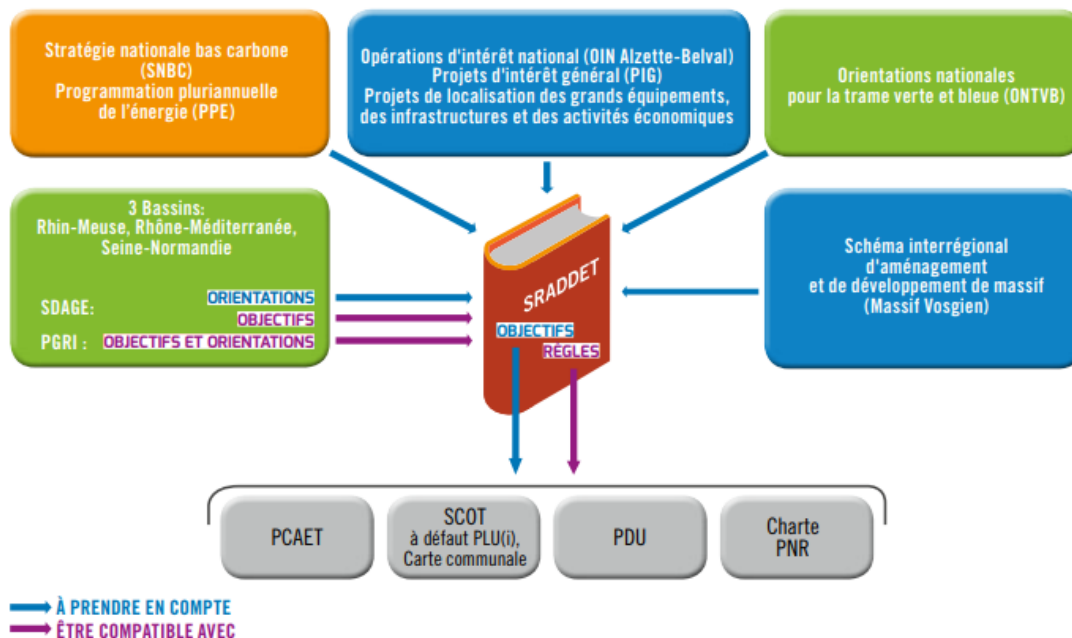 Stratégie nationale bas carbone
(SNBC)
Programmation pluriannuelle
de l'énergie (PPE)
Opérations d'intérêt national (OIN Alzette-Belval)
Projets d'intérêt général (PIG)
Projets de localisation des grands équipements,
des infrastructures et des activités économiques
Orientations nationales
pour la trame verte et bleue (ONTVB)
3 Bassins:
Rhin-Meuse, Rhône-Méditerranée,
Seine-Normandie
SDAGE: ORIENTATIONS
OBJECTIFS
PGRI : OBJECTIFS ET ORIENTATIONS
SRADDET
OBJECTIFS
RÉGLES
Schéma interrégional
d'aménagement
et de développement de massif
(Massif Vosgien)
PCAET
SCOT
à défaut PLU(i),
Carte communale
PDU
Charte
PNR
À PRENDRE EN COMPTE
ÊTRE COMPATIBLE AVEC